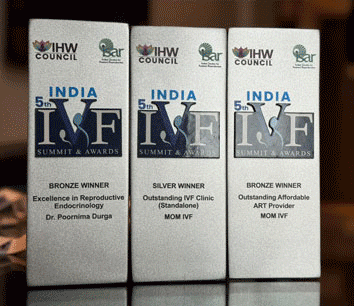 IHW
COUNCIL
isar
5th INDIA
IVF
SUMMIT & AWARDS
BRONZE WINNER
Excellence in Reproductive
Endocrinology
Dr. Poornima Durga
IHW
COUNCIL
isar
5th INDIA
IVF
SUMMIT & AWARDS
SILVER WINNER
Outstanding IVF Clinic
(Standalone)
MOM IVF
IHW
COUNCIL
isar
5th INDIA
IVF
SUMMIT & AWARDS
BRONZE WINNER
Outstanding Affordable
ART Provider
MOM IVF